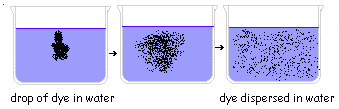 drop of dye in water
dye dispersed in water